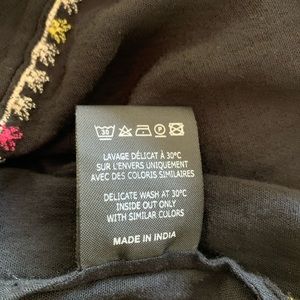 30
P
LAVAGE DÉLICAT À 30°C
SUR L'ENVERS UNIQUEMENT
AVEC DES COLORIS SIMILAIRES
DELICATE WASH AT 30°C
INSIDE OUT ONLY
WITH SIMILAR COLORS
MADE IN INDIA